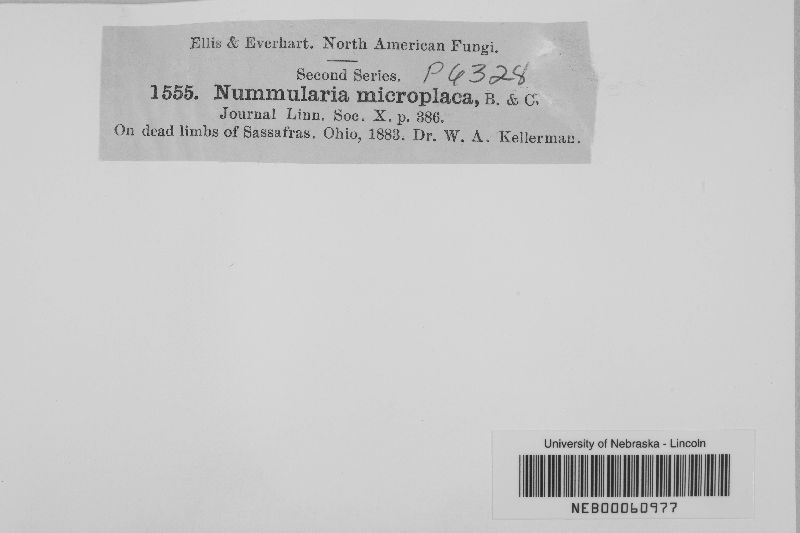 Ellis & Everhart. North American Fungi.
Second Series. P6328
1555. Nummularia microplaca, B. & C.
Journal Linn. Soc. X. p. 386.
On dead limbs of Sassafras. Ohio, 1883. Dr. W. A. Kellerman.
University of Nebraska - Lincoln
NEB00060977